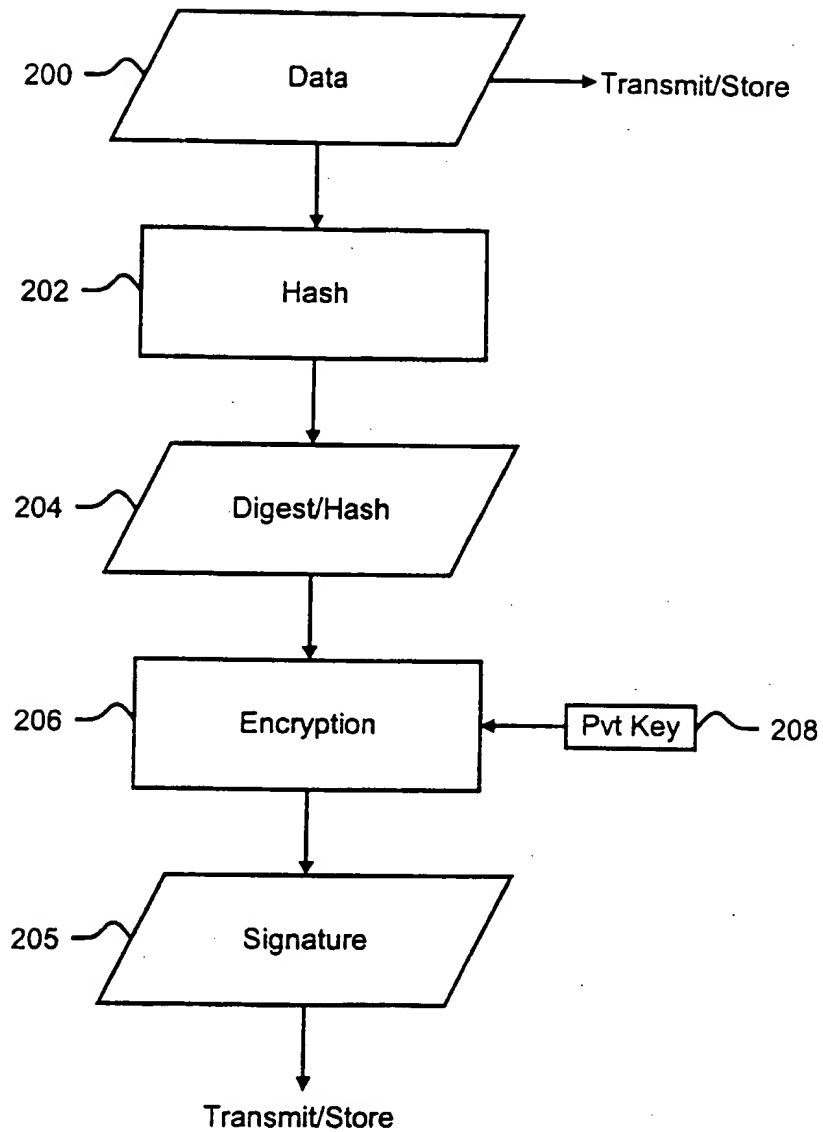 200
Data
Transmit/Store
202
Hash
204
Digest/Hash
206
Encryption
Pvt Key
208
205
Signature
Transmit/Store